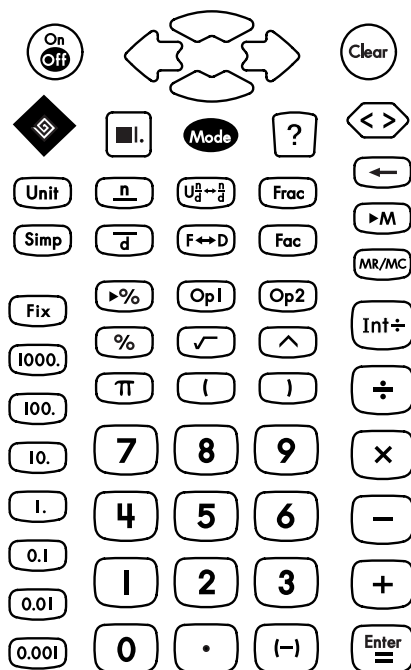 On
Off
Clear
■I.
Mode
?
< >
Unit
n
U n/d ↔ n/d
Frac
←
Simp
d
F↔D
Fac
▸M
MR/MC
Fix
▸%
Op1
Op2
Int÷
1000.
%
√
^
100.
π
(
)
÷
10.
7
8
9
×
1.
4
5
6
−
0.1
1
2
3
+
0.01
0.001
0
.
(−)
Enter
=